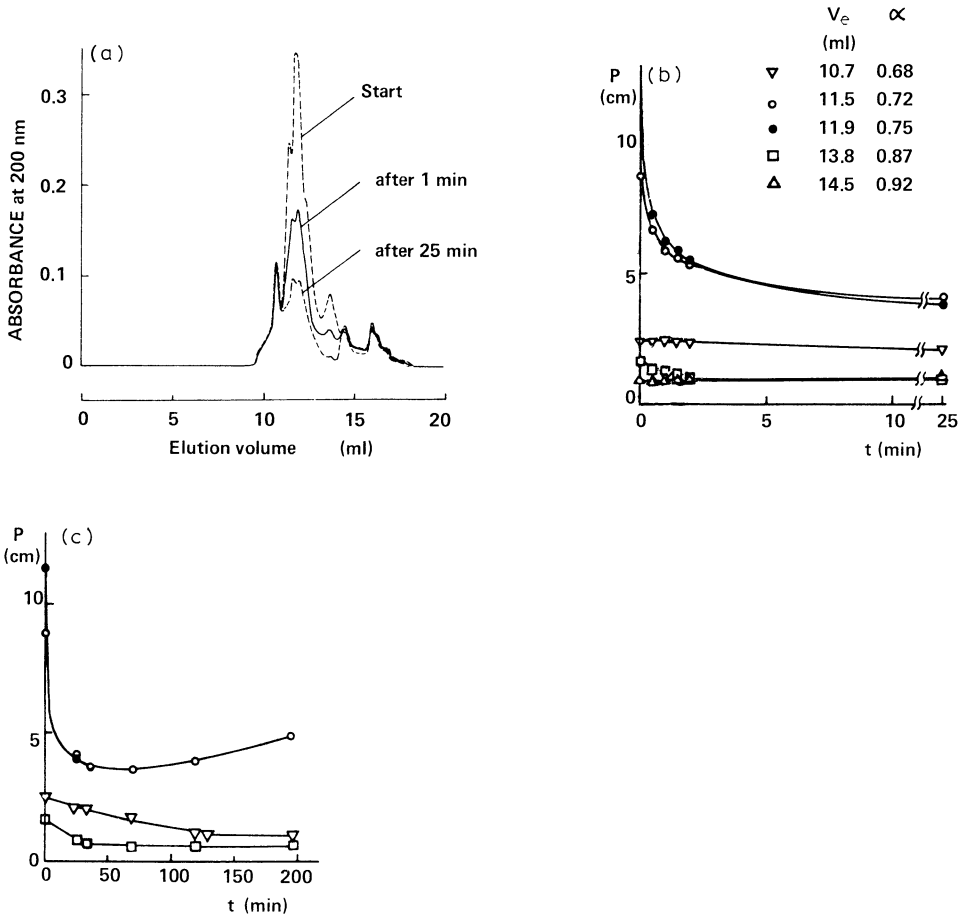 (a)
ABSORBANCE at 200 nm
0.3
0.2
0.1
0
Start
after 1 min
after 25 min
0 5 10 15 20
Elution volume (ml)
Ve ∝
(ml)
▽ 10.7 0.68
○ 11.5 0.72
● 11.9 0.75
□ 13.8 0.87
△ 14.5 0.92
P (b)
(cm)
10
5
0
0 5 10 25
t (min)
P (c)
(cm)
10
5
0
0 50 100 150 200
t (min)